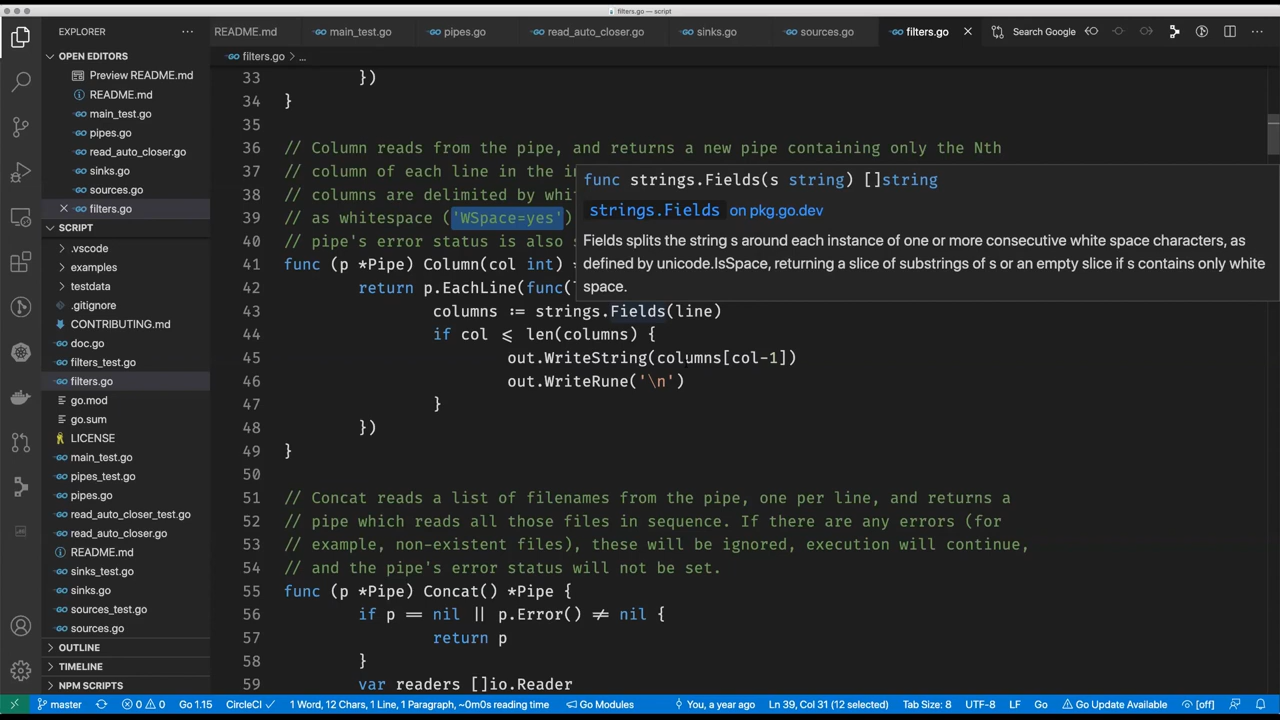 filters.go — script
EXPLORER
README.md
main_test.go
pipes.go
read_auto_closer.go
sinks.go
sources.go
filters.go
Search Google
OPEN EDITORS
Preview README.md
README.md
main_test.go
pipes.go
read_auto_closer.go
sinks.go
sources.go
filters.go
SCRIPT
.vscode
examples
testdata
.gitignore
CONTRIBUTING.md
doc.go
filters_test.go
filters.go
go.mod
go.sum
LICENSE
main_test.go
pipes_test.go
pipes.go
read_auto_closer_test.go
read_auto_closer.go
README.md
sinks_test.go
sinks.go
sources_test.go
sources.go
OUTLINE
TIMELINE
NPM SCRIPTS
filters.go > ...
33 })
34 }
35
36 // Column reads from the pipe, and returns a new pipe containing only the Nth
37 // column of each line in the in
38 // columns are delimited by whi
39 // as whitespace ('WSpace=yes')
40 // pipe's error status is also s
41 func (p *Pipe) Column(col int) *
42 return p.EachLine(func(
43 columns := strings.Fields(line)
44 if col <= len(columns) {
45 out.WriteString(columns[col-1])
46 out.WriteRune('\n')
47 }
48 })
49 }
50
51 // Concat reads a list of filenames from the pipe, one per line, and returns a
52 // pipe which reads all those files in sequence. If there are any errors (for
53 // example, non-existent files), these will be ignored, execution will continue,
54 // and the pipe's error status will not be set.
55 func (p *Pipe) Concat() *Pipe {
56 if p == nil || p.Error() != nil {
57 return p
58 }
59 var readers []io.Reader
func strings.Fields(s string) []string
strings.Fields on pkg.go.dev
Fields splits the string s around each instance of one or more consecutive white space characters, as
defined by unicode.IsSpace, returning a slice of substrings of s or an empty slice if s contains only white
space.
master 0 0 Go 1.15 CircleCI ✓ 1 Word, 12 Chars, 1 Line, 1 Paragraph, ~0m0s reading time Go Modules You, a year ago Ln 39, Col 31 (12 selected) Tab Size: 8 UTF-8 LF Go Go Update Available [off]